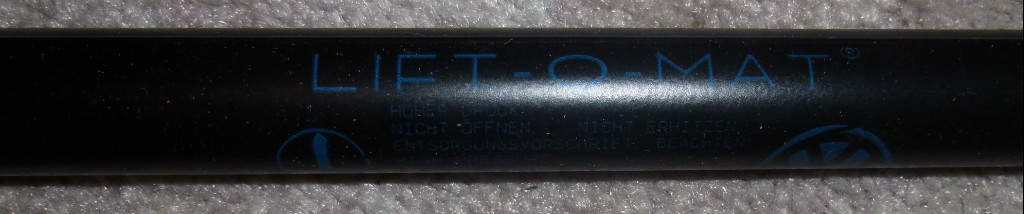 LIFT-O-MAT®
HOHER DRUCK
NICHT ÖFFNEN. NICHT ERHITZEN.
ENTSORGUNGSVORSCHRIFT BEACHTEN!